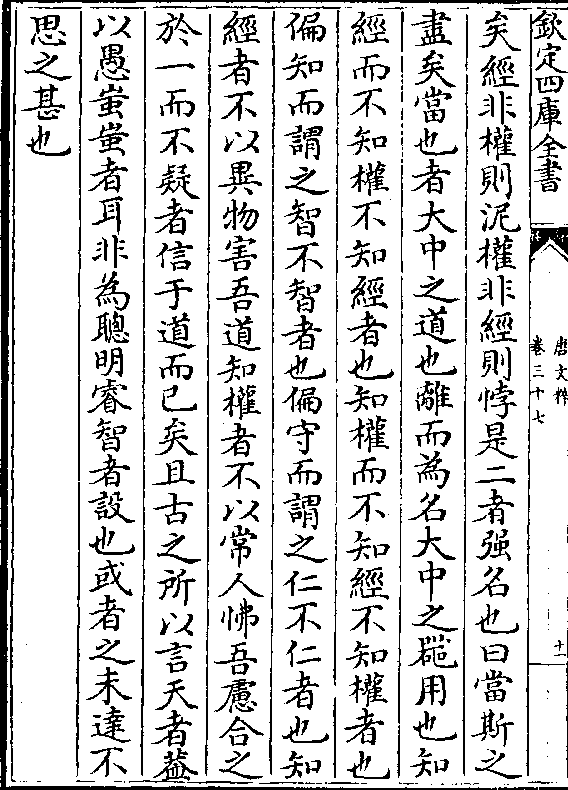 欽定四庫全書
唐文粹
卷三十七
十一
矣經非權則泥權非經則悖是二者强名也曰當斯之
盡矣當也者大中之道也離而為名大中之噐用也知
經而不知權不知經者也知權而不知經不知權者也
偏知而謂之智不智者也偏守而謂之仁不仁者也知
經者不以異物害吾道知權者不以常人怫吾慮合之
於一而不疑者信于道而已矣且古之所以言天者葢
以愚蚩蚩者耳非為聰明睿智者設也或者之未達不
思之甚也